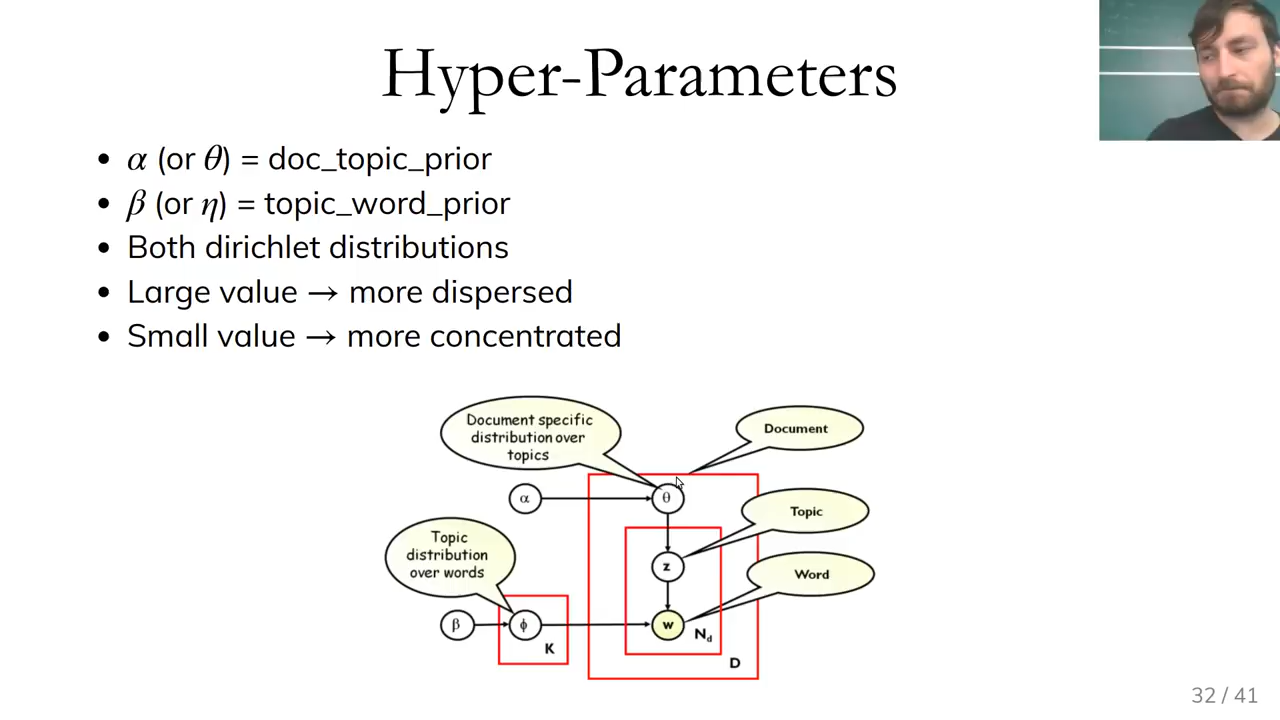 Hyper-Parameters
• α (or θ) = doc_topic_prior
• β (or η) = topic_word_prior
• Both dirichlet distributions
• Large value → more dispersed
• Small value → more concentrated
Document specific
distribution over
topics
Document
α
θ
Topic
Topic
distribution
over words
z
Word
β
ϕ
w
N_d
K
D
32 / 41